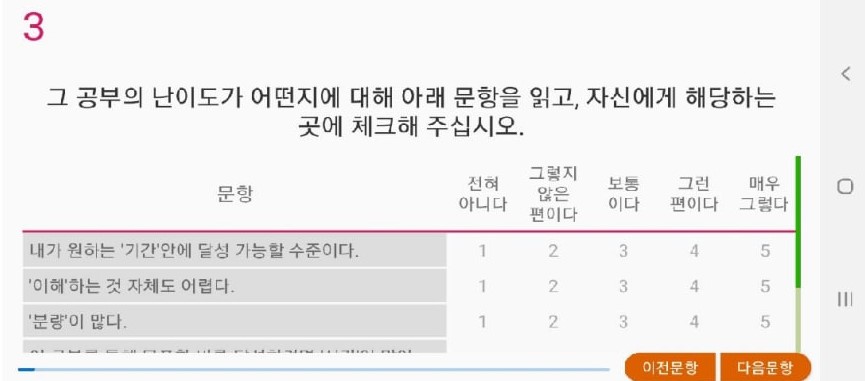 3
그 공부의 난이도가 어떤지에 대해 아래 문항을 읽고, 자신에게 해당하는
곳에 체크해 주십시오.
문항 전혀 아니다 그렇지 않은 편이다 보통 이다 그런 편이다 매우 그렇다
내가 원하는 '기간'안에 달성 가능할 수준이다. 1 2 3 4 5
'이해'하는 것 자체도 어렵다. 1 2 3 4 5
'분량'이 많다. 1 2 3 4 5
이전문항 다음문항